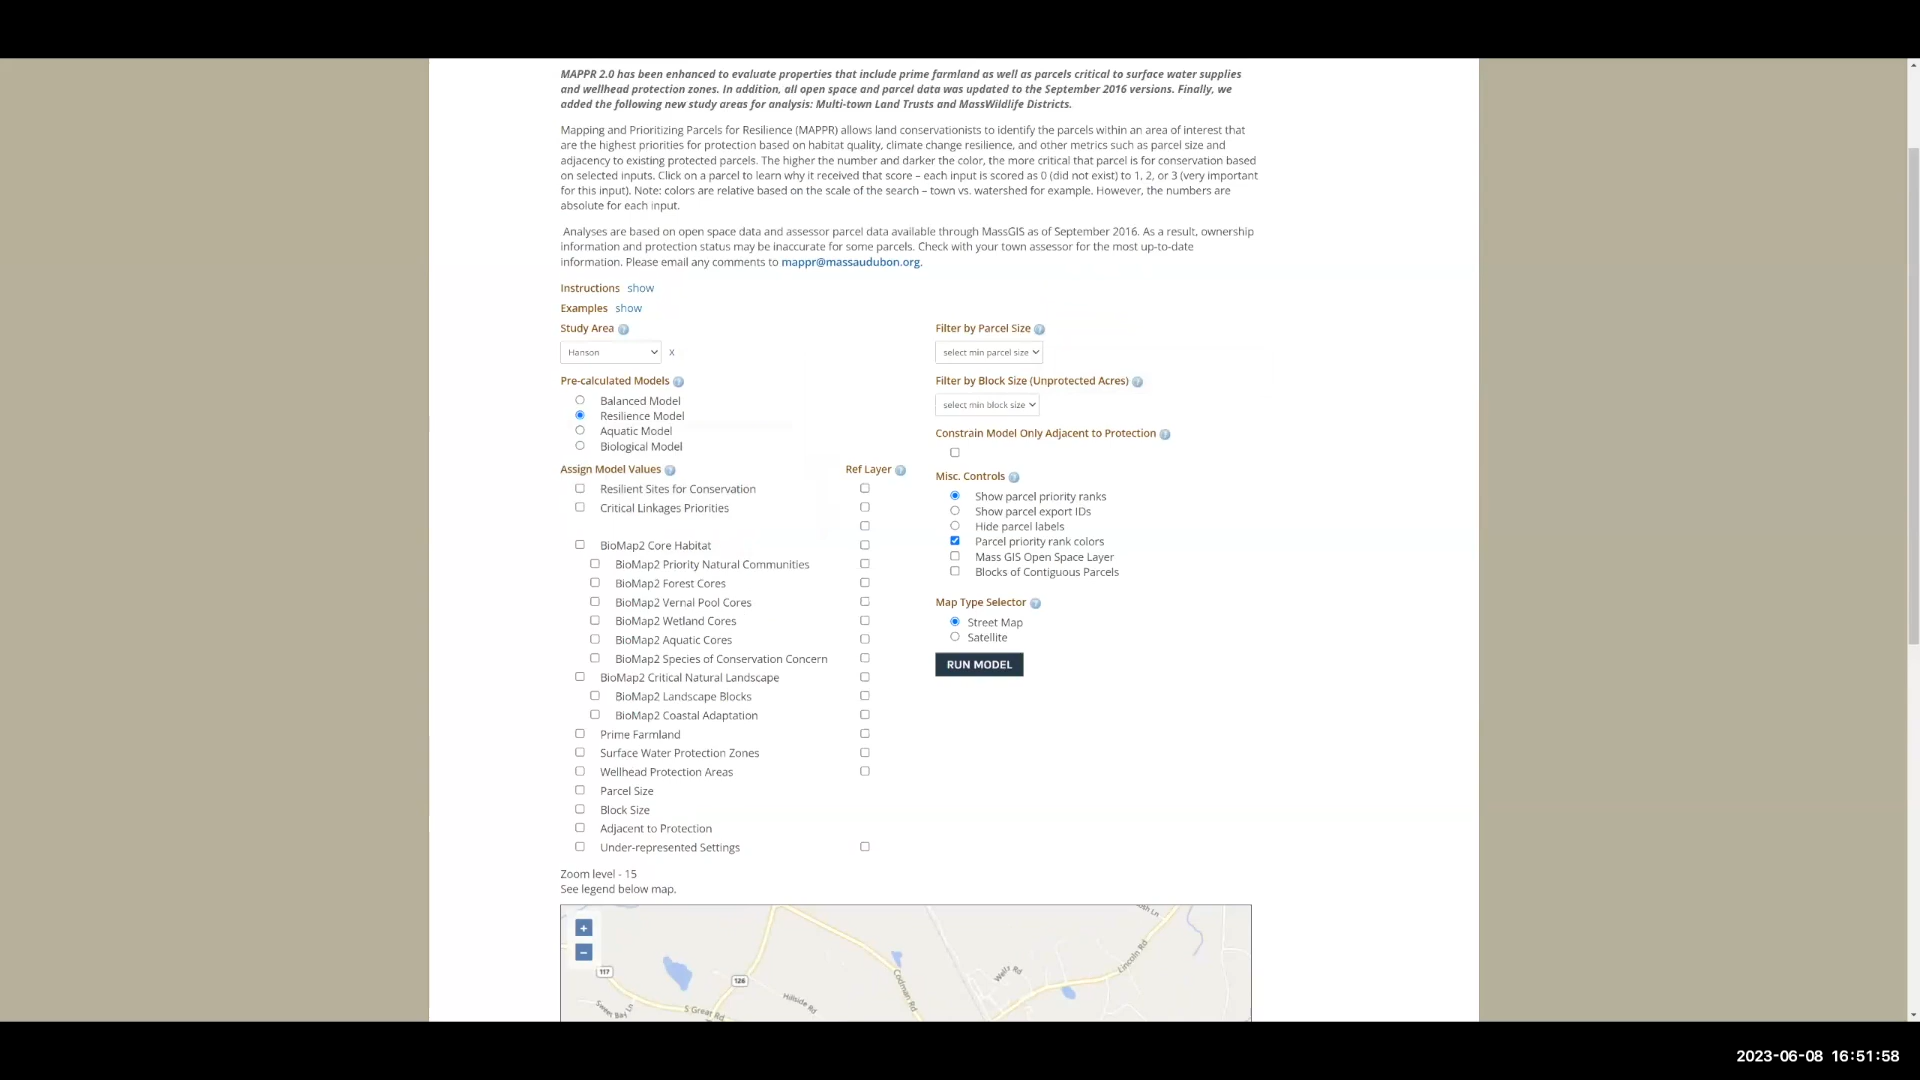 MAPPR 2.0 has been enhanced to evaluate properties that include prime farmland as well as parcels critical to surface water supplies
and wellhead protection zones. In addition, all open space and parcel data was updated to the September 2016 versions. Finally, we
added the following new study areas for analysis: Multi-town Land Trusts and MassWildlife Districts.
Mapping and Prioritizing Parcels for Resilience (MAPPR) allows land conservationists to identify the parcels within an area of interest that
are the highest priorities for protection based on habitat quality, climate change resilience, and other metrics such as parcel size and
adjacency to existing protected parcels. The higher the number and darker the color, the more critical that parcel is for conservation based
on selected inputs. Click on a parcel to learn why it received that score – each input is scored as 0 (did not exist) to 1, 2, or 3 (very important
for this input). Note: colors are relative based on the scale of the search – town vs. watershed for example. However, the numbers are
absolute for each input.
Analyses are based on open space data and assessor parcel data available through MassGIS as of September 2016. As a result, ownership
information and protection status may be inaccurate for some parcels. Check with your town assessor for the most up-to-date
information. Please email any comments to mappr@massaudubon.org.
Instructions show
Examples show
Study Area ?
Hanson X
Pre-calculated Models ?
Balanced Model
Resilience Model
Aquatic Model
Biological Model
Assign Model Values ? Ref Layer ?
Resilient Sites for Conservation
Critical Linkages Priorities
BioMap2 Core Habitat
BioMap2 Priority Natural Communities
BioMap2 Forest Cores
BioMap2 Vernal Pool Cores
BioMap2 Wetland Cores
BioMap2 Aquatic Cores
BioMap2 Species of Conservation Concern
BioMap2 Critical Natural Landscape
BioMap2 Landscape Blocks
BioMap2 Coastal Adaptation
Prime Farmland
Surface Water Protection Zones
Wellhead Protection Areas
Parcel Size
Block Size
Adjacent to Protection
Under-represented Settings
Filter by Parcel Size ?
select min parcel size
Filter by Block Size (Unprotected Acres) ?
select min block size
Constrain Model Only Adjacent to Protection ?
Misc. Controls ?
Show parcel priority ranks
Show parcel export IDs
Hide parcel labels
Parcel priority rank colors
Mass GIS Open Space Layer
Blocks of Contiguous Parcels
Map Type Selector ?
Street Map
Satellite
RUN MODEL
Zoom level - 15
See legend below map.
+
−
117
126
Sweet Bay Ln
S Great Rd
Hillside Rd
Codman Rd
Wells Rd
Lincoln Rd
Ln
2023-06-08 16:51:58